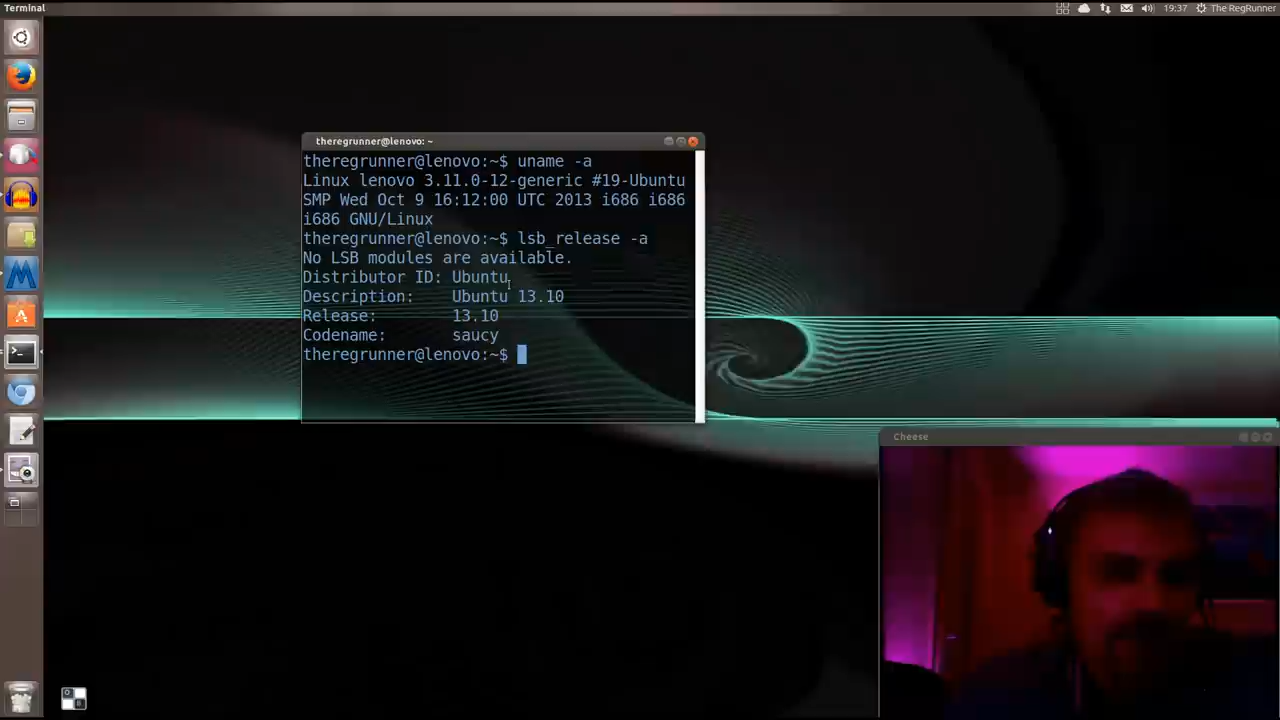 Terminal
19:37
The RegRunner
theregrunner@lenovo: ~
theregrunner@lenovo:~$ uname -a
Linux lenovo 3.11.0-12-generic #19-Ubuntu
SMP Wed Oct 9 16:12:00 UTC 2013 i686 i686
i686 GNU/Linux
theregrunner@lenovo:~$ lsb_release -a
No LSB modules are available.
Distributor ID: Ubuntu
Description: Ubuntu 13.10
Release: 13.10
Codename: saucy
theregrunner@lenovo:~$
Cheese